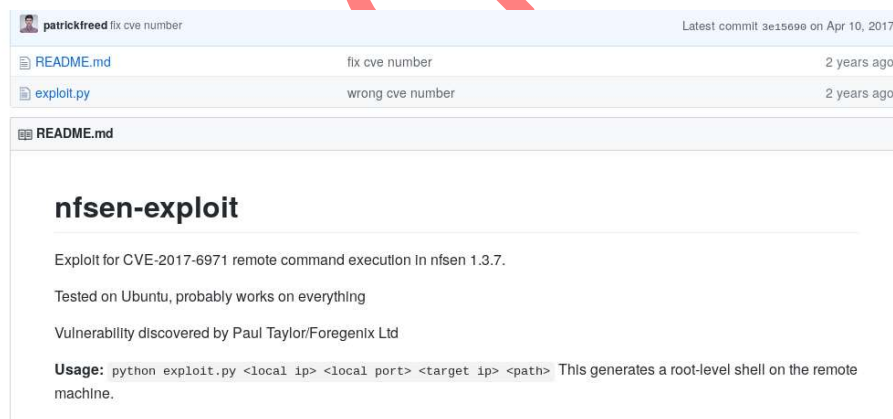 patrickfreed fix cve number Latest commit 3e15690 on Apr 10, 2017
README.md fix cve number 2 years ago
exploit.py wrong cve number 2 years ago
README.md
nfsen-exploit
Exploit for CVE-2017-6971 remote command execution in nfsen 1.3.7.
Tested on Ubuntu, probably works on everything
Vulnerability discovered by Paul Taylor/Foregenix Ltd
Usage: python exploit.py <local ip> <local port> <target ip> <path> This generates a root-level shell on the remote
machine.